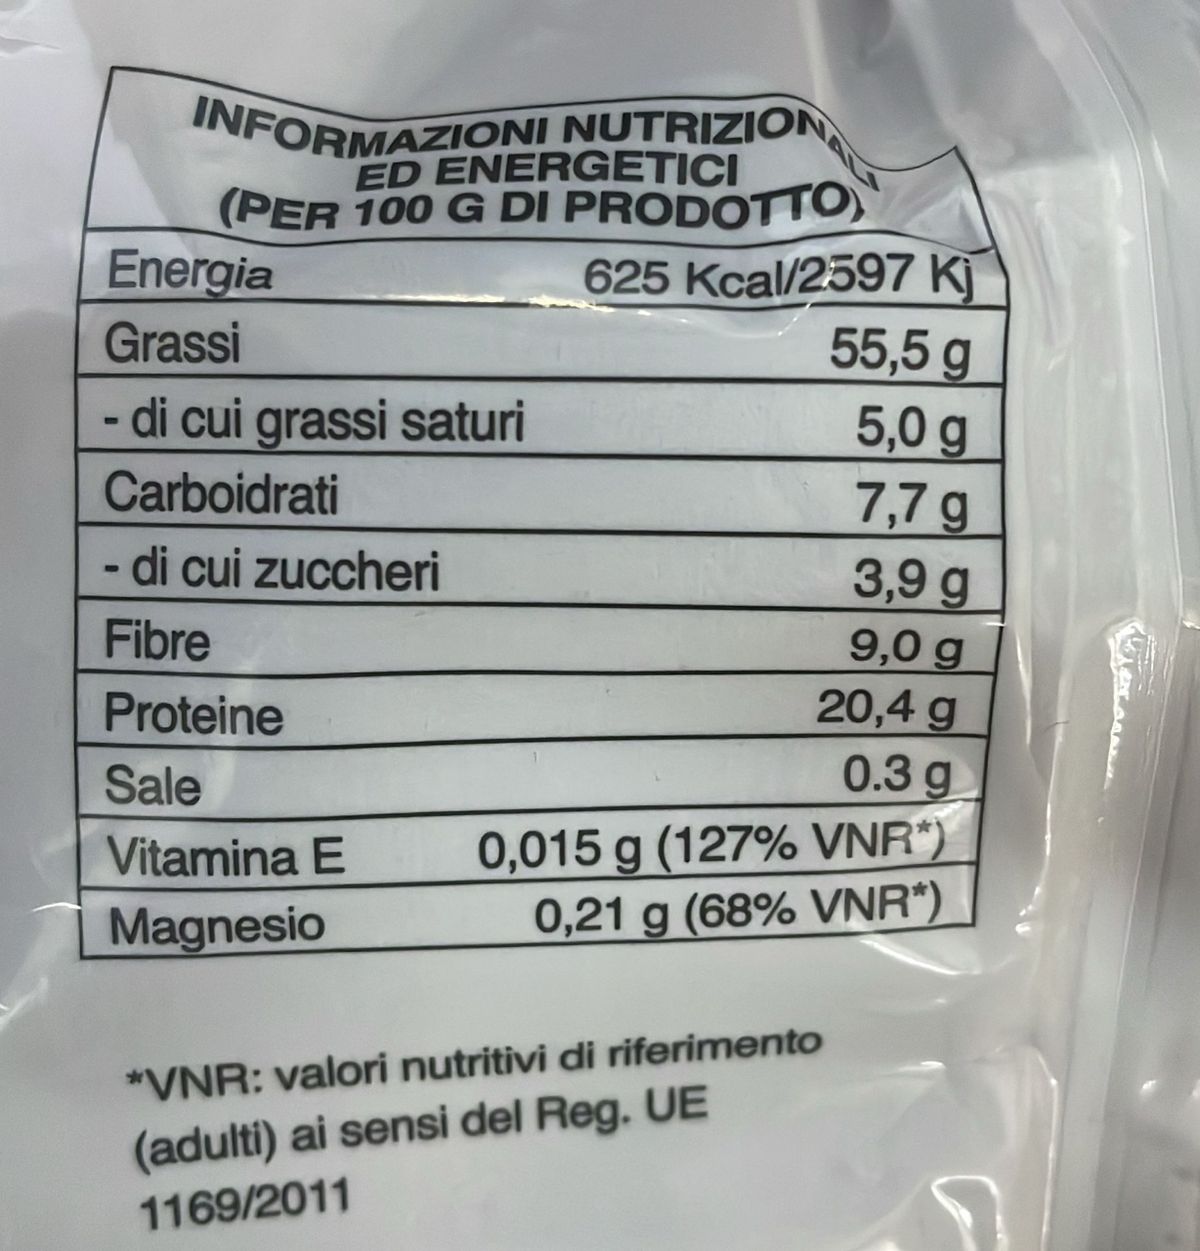 INFORMAZIONI NUTRIZIONALI
ED ENERGETICI
(PER 100 G DI PRODOTTO)
Energia 625 Kcal/2597 Kj
Grassi 55,5 g
- di cui grassi saturi 5,0 g
Carboidrati 7,7 g
- di cui zuccheri 3,9 g
Fibre 9,0 g
Proteine 20,4 g
Sale 0.3 g
Vitamina E 0,015 g (127% VNR*)
Magnesio 0,21 g (68% VNR*)
*VNR: valori nutritivi di riferimento
(adulti) ai sensi del Reg. UE
1169/2011